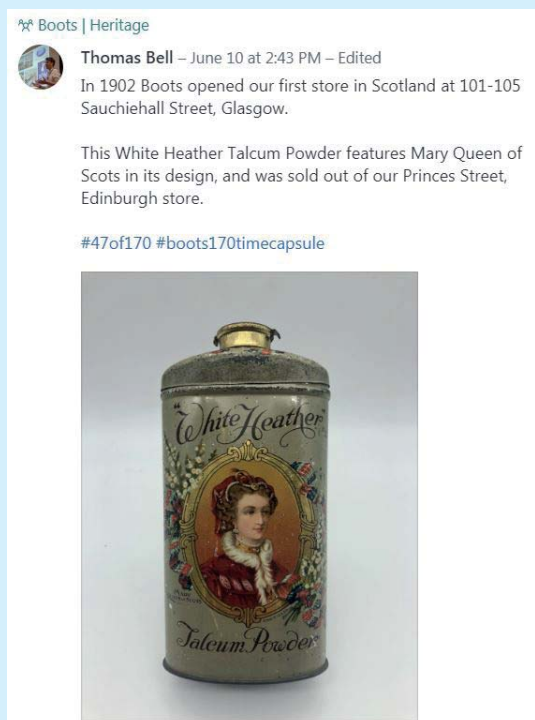 Boots | Heritage
Thomas Bell – June 10 at 2:43 PM – Edited
In 1902 Boots opened our first store in Scotland at 101-105
Sauchiehall Street, Glasgow.
This White Heather Talcum Powder features Mary Queen of
Scots in its design, and was sold out of our Princes Street,
Edinburgh store.
#47of170 #boots170timecapsule
"White Heather"
Talcum Powder